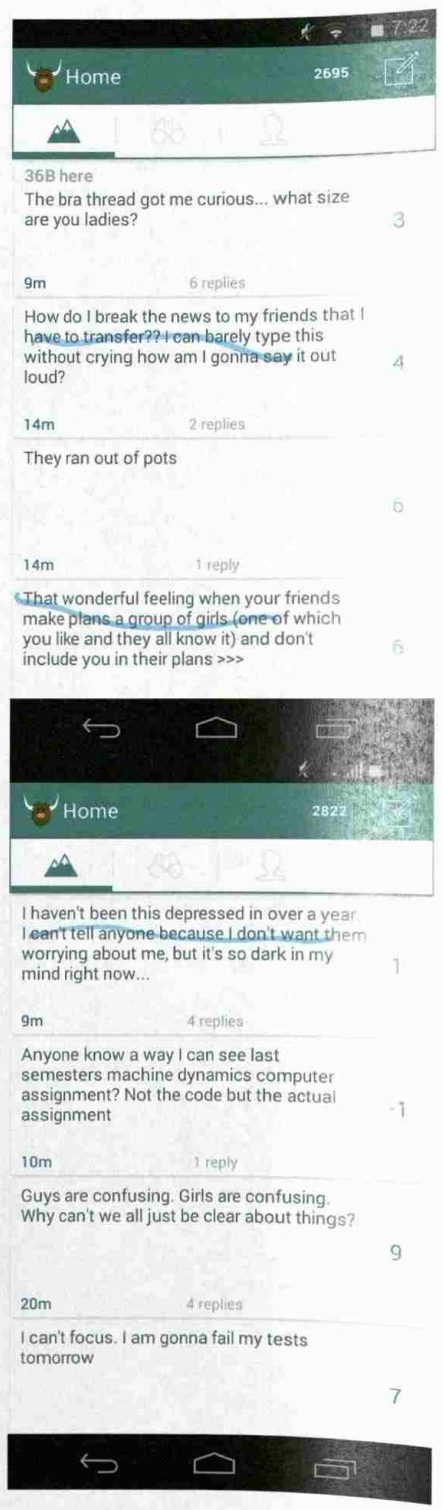 7:22
Home 2695
36B here
The bra thread got me curious... what size
are you ladies?
3
9m 6 replies
How do I break the news to my friends that I
have to transfer?? I can barely type this
without crying how am I gonna say it out
loud?
4
14m 2 replies
They ran out of pots
6
14m 1 reply
That wonderful feeling when your friends
make plans a group of girls (one of which
you like and they all know it) and don't
include you in their plans >>>
6
Home 2822
I haven't been this depressed in over a year
I can't tell anyone because I don't want them
worrying about me, but it's so dark in my
mind right now...
1
9m 4 replies
Anyone know a way I can see last
semesters machine dynamics computer
assignment? Not the code but the actual
assignment
-1
10m 1 reply
Guys are confusing. Girls are confusing.
Why can't we all just be clear about things?
9
20m 4 replies
I can't focus. I am gonna fail my tests
tomorrow
7